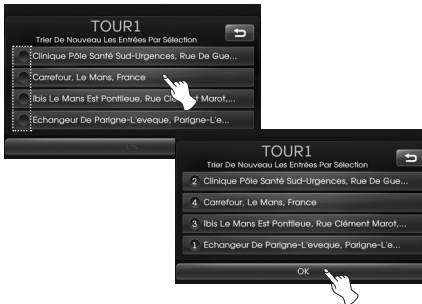 TOUR1
Trier De Nouveau Les Entrées Par Sélection
Clinique Pôle Santé Sud-Urgences, Rue De Gue...
Carrefour, Le Mans, France
Ibis Le Mans Est Pontlieue, Rue Clément Marot,...
Echangeur De Parigne-L'eveque, Parigne-L'e...
OK
TOUR1
Trier De Nouveau Les Entrées Par Sélection
2 Clinique Pôle Santé Sud-Urgences, Rue De Gue...
4 Carrefour, Le Mans, France
3 Ibis Le Mans Est Pontlieue, Rue Clément Marot,...
1 Echangeur De Parigne-L'eveque, Parigne-L'e...
OK